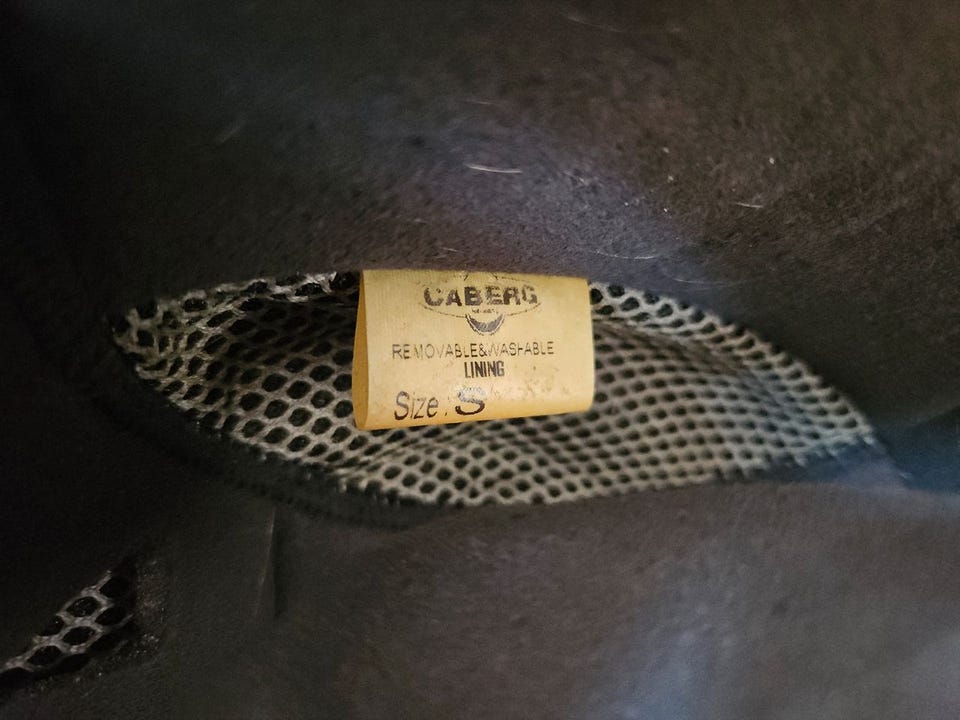 CABERG
REMOVABLE&WASHABLE
LINING
Size : S